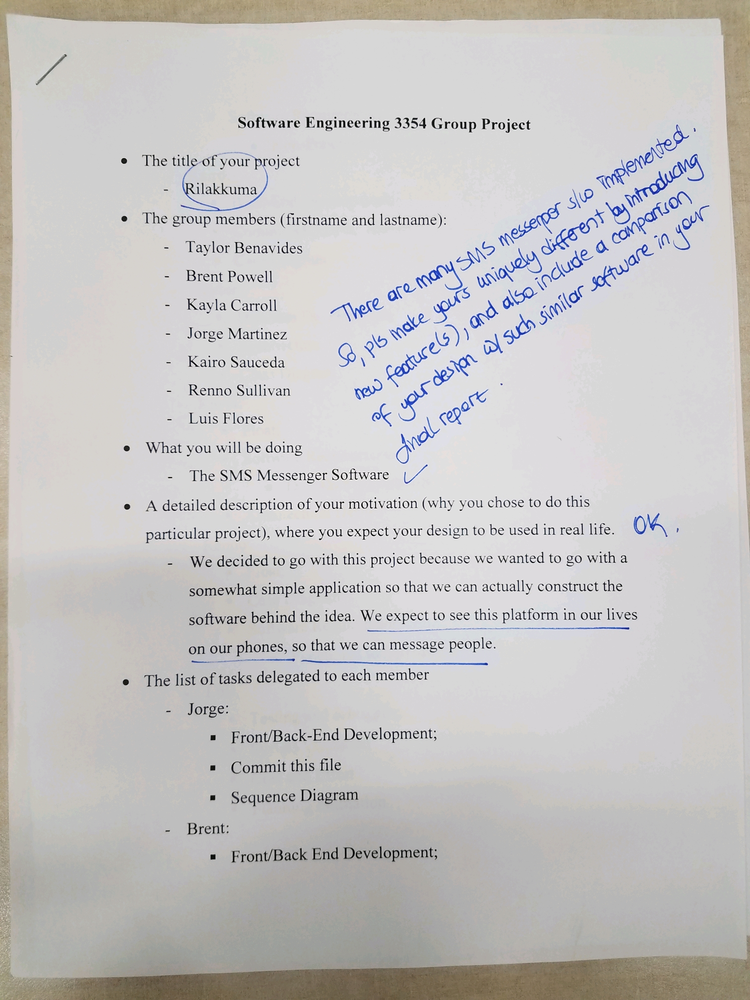 Software Engineering 3354 Group Project
• The title of your project
- Rilakkuma
• The group members (firstname and lastname):
- Taylor Benavides
- Brent Powell
- Kayla Carroll
- Jorge Martinez
- Kairo Sauceda
- Renno Sullivan
- Luis Flores
There are many SMS messenger s/w implemented.
So, pls make yours uniquely different by introducing
new feature(s), and also include a comparison
of your design w/ such similar software in your
final report.
• What you will be doing
- The SMS Messenger Software ✓
• A detailed description of your motivation (why you chose to do this
particular project), where you expect your design to be used in real life. OK.
- We decided to go with this project because we wanted to go with a
somewhat simple application so that we can actually construct the
software behind the idea. We expect to see this platform in our lives
on our phones, so that we can message people.
• The list of tasks delegated to each member
- Jorge:
▪ Front/Back-End Development;
▪ Commit this file
▪ Sequence Diagram
- Brent:
▪ Front/Back End Development;